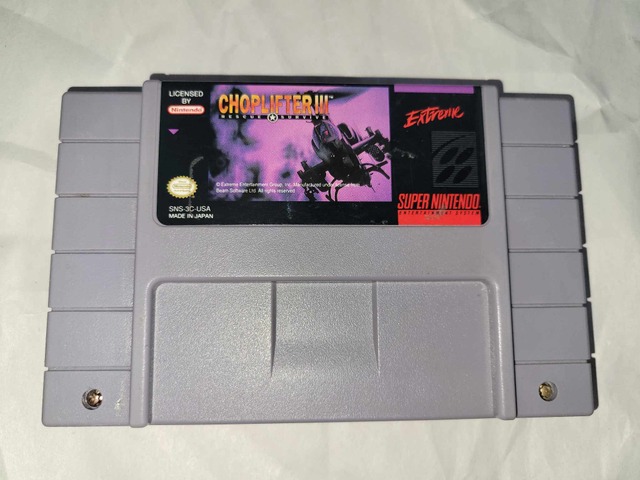 LICENSED
BY
Nintendo
CHOPLIFTER III™
RESCUE SURVIVE
Extreme
© Extreme Entertainment Group, Inc. Manufactured under license from
Beam Software Ltd. All rights reserved.
SNS-3C-USA
MADE IN JAPAN
SUPER NINTENDO
ENTERTAINMENT SYSTEM